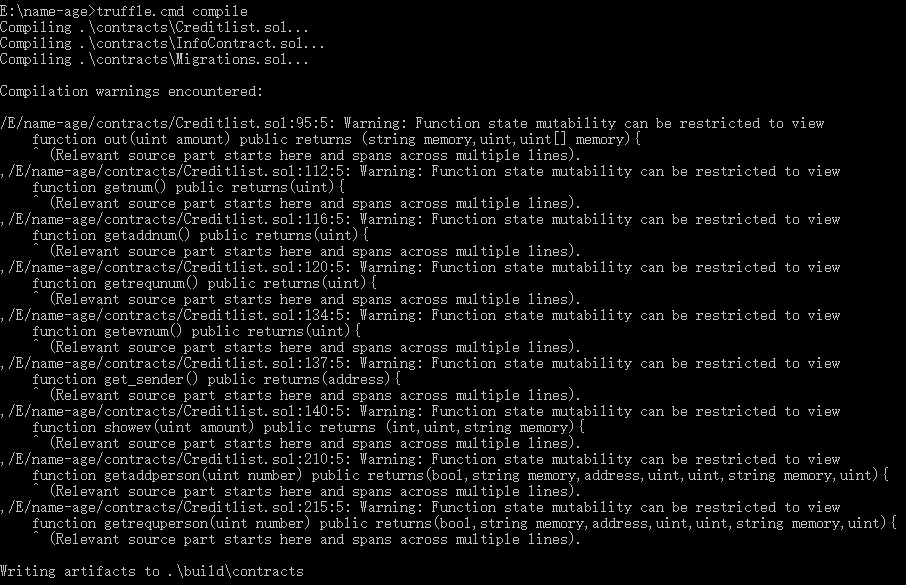 E:\name-age>truffle.cmd compile
Compiling .\contracts\Creditlist.sol...
Compiling .\contracts\InfoContract.sol...
Compiling .\contracts\Migrations.sol...
Compilation warnings encountered:
/E/name-age/contracts/Creditlist.sol:95:5: Warning: Function state mutability can be restricted to view
    function out(uint amount) public returns (string memory,uint,uint[] memory){
    ^ (Relevant source part starts here and spans across multiple lines).
,/E/name-age/contracts/Creditlist.sol:112:5: Warning: Function state mutability can be restricted to view
    function getnum() public returns(uint){
    ^ (Relevant source part starts here and spans across multiple lines).
,/E/name-age/contracts/Creditlist.sol:116:5: Warning: Function state mutability can be restricted to view
    function getaddnum() public returns(uint){
    ^ (Relevant source part starts here and spans across multiple lines).
,/E/name-age/contracts/Creditlist.sol:120:5: Warning: Function state mutability can be restricted to view
    function getrequnum() public returns(uint){
    ^ (Relevant source part starts here and spans across multiple lines).
,/E/name-age/contracts/Creditlist.sol:134:5: Warning: Function state mutability can be restricted to view
    function getevnum() public returns(uint){
    ^ (Relevant source part starts here and spans across multiple lines).
,/E/name-age/contracts/Creditlist.sol:137:5: Warning: Function state mutability can be restricted to view
    function get_sender() public returns(address){
    ^ (Relevant source part starts here and spans across multiple lines).
,/E/name-age/contracts/Creditlist.sol:140:5: Warning: Function state mutability can be restricted to view
    function showev(uint amount) public returns (int,uint,string memory){
    ^ (Relevant source part starts here and spans across multiple lines).
,/E/name-age/contracts/Creditlist.sol:210:5: Warning: Function state mutability can be restricted to view
    function getaddperson(uint number) public returns(bool,string memory,address,uint,uint,string memory,uint){
    ^ (Relevant source part starts here and spans across multiple lines).
,/E/name-age/contracts/Creditlist.sol:215:5: Warning: Function state mutability can be restricted to view
    function getrequperson(uint number) public returns(bool,string memory,address,uint,uint,string memory,uint){
    ^ (Relevant source part starts here and spans across multiple lines).
Writing artifacts to .\build\contracts